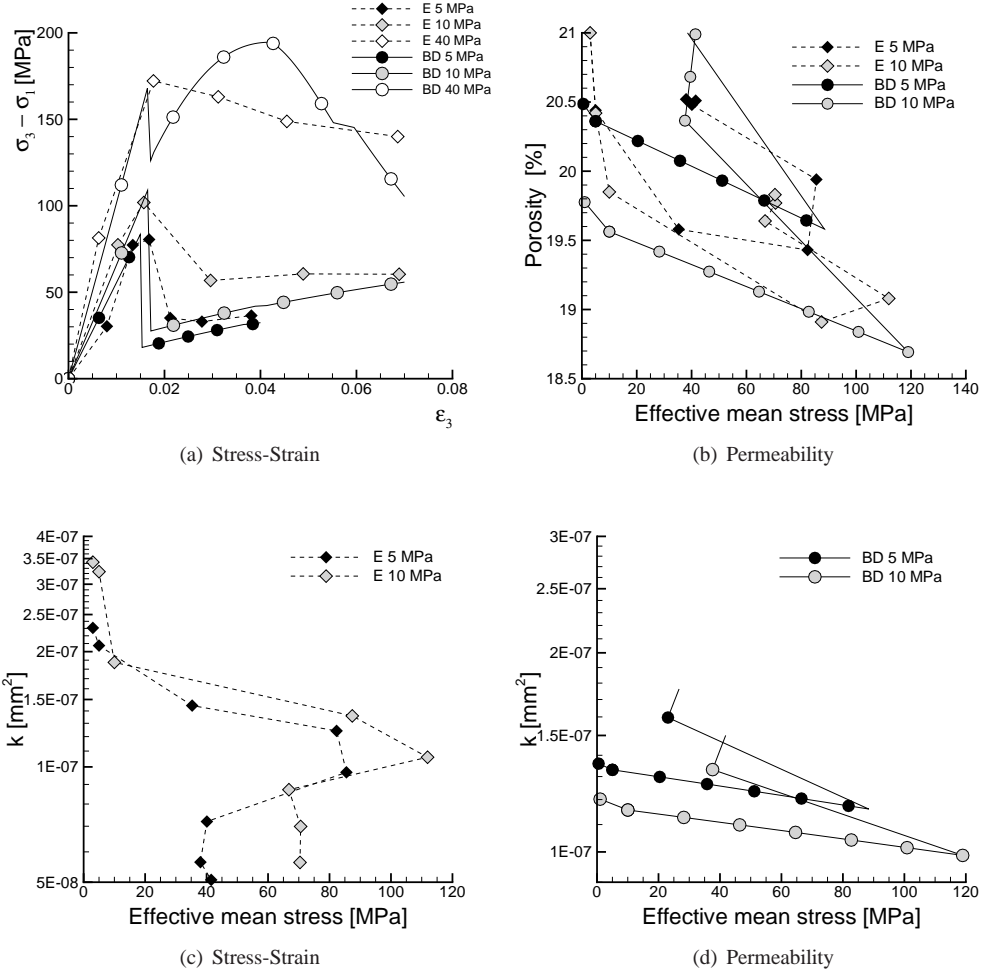 E 5 MPa
E 10 MPa
E 40 MPa
BD 5 MPa
BD 10 MPa
BD 40 MPa
σ3 − σ1 [MPa]
200
150
100
50
0
0 0.02 0.04 0.06 0.08
ε3
(a) Stress-Strain
E 5 MPa
E 10 MPa
BD 5 MPa
BD 10 MPa
Porosity [%]
21
20.5
20
19.5
19
18.5
0 20 40 60 80 100 120 140
Effective mean stress [MPa]
(b) Permeability
E 5 MPa
E 10 MPa
k [mm2]
4E-07
3.5E-07
3E-07
2.5E-07
2E-07
1.5E-07
1E-07
5E-08
0 20 40 60 80 100 120
Effective mean stress [MPa]
(c) Stress-Strain
BD 5 MPa
BD 10 MPa
k [mm2]
3E-07
2.5E-07
2E-07
1.5E-07
1E-07
0 20 40 60 80 100 120
Effective mean stress [MPa]
(d) Permeability